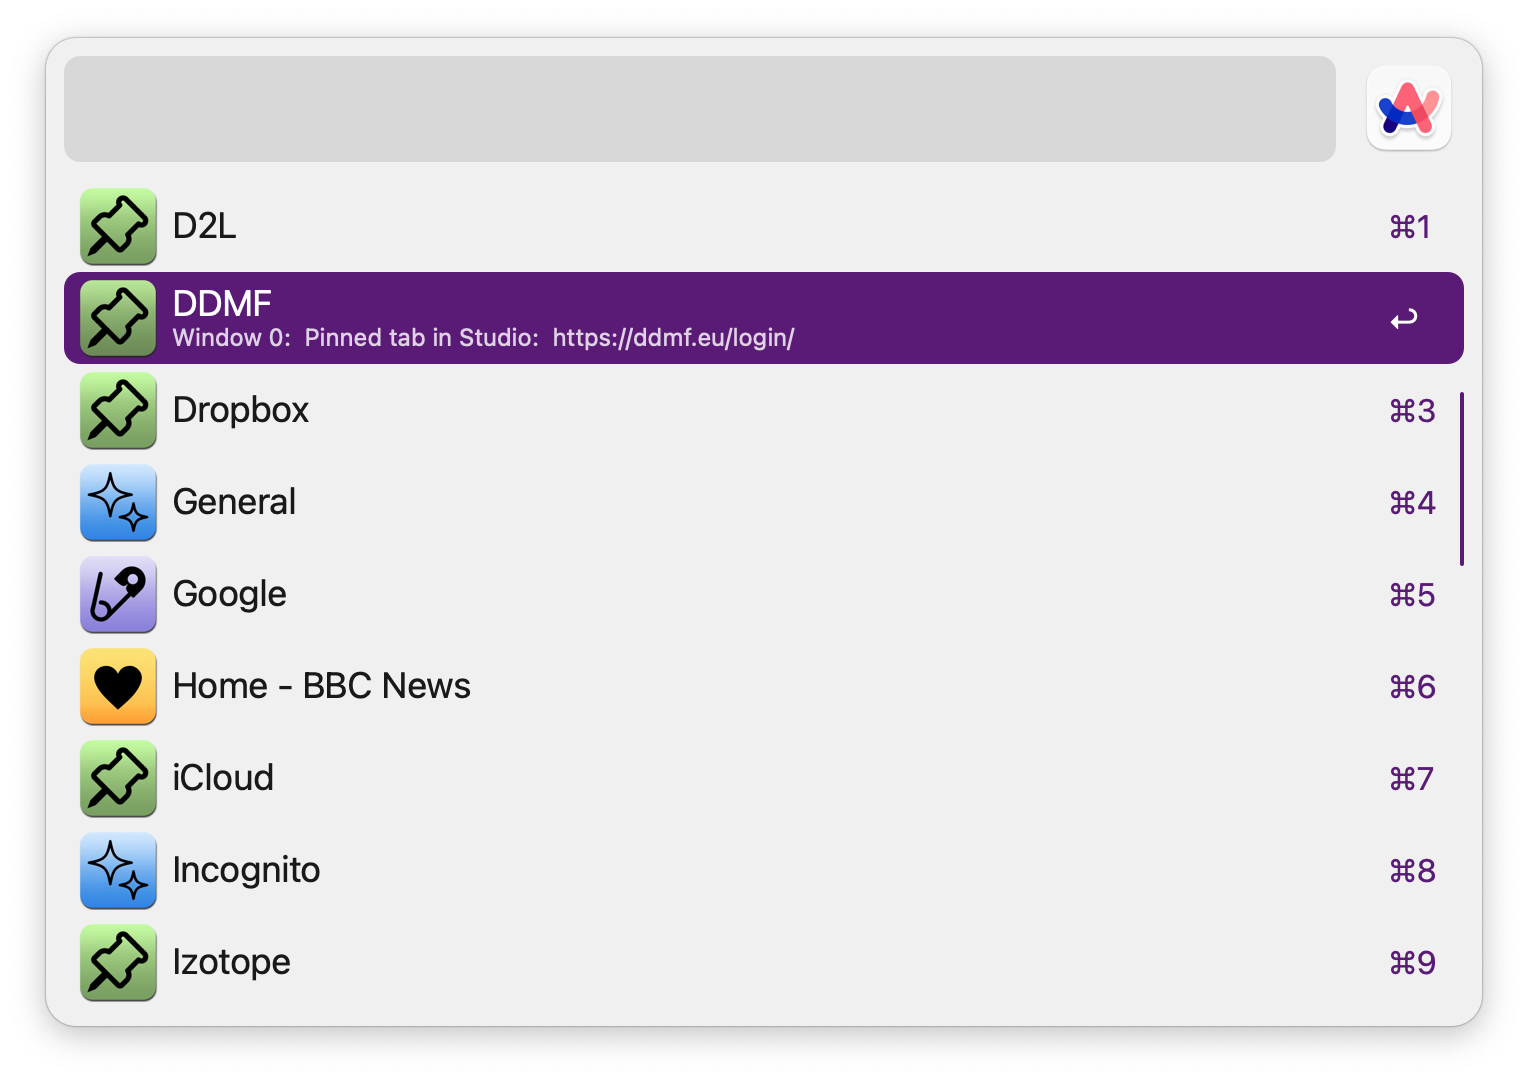 D2L ⌘1
DDMF
Window 0: Pinned tab in Studio: https://ddmf.eu/login/
Dropbox ⌘3
General ⌘4
Google ⌘5
Home - BBC News ⌘6
iCloud ⌘7
Incognito ⌘8
Izotope ⌘9